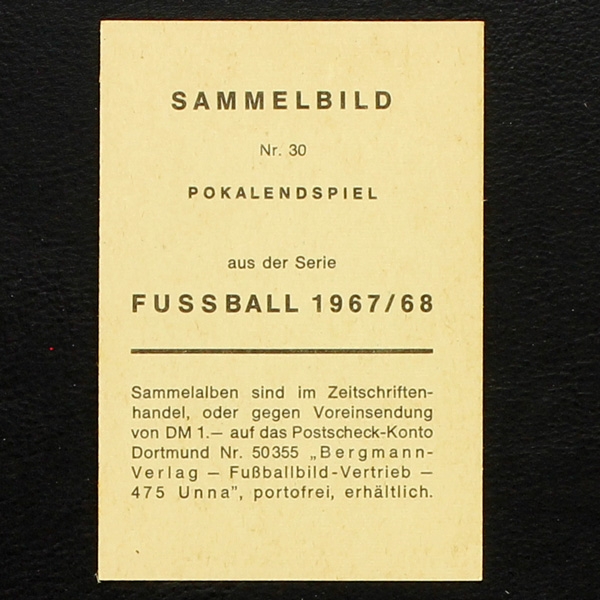 SAMMELBILD
Nr. 30
POKALENDSPIEL
aus der Serie
FUSSBALL 1967/68
Sammelalben sind im Zeitschriften-
handel, oder gegen Voreinsendung
von DM 1.— auf das Postscheck-Konto
Dortmund Nr. 50355 „Bergmann-
Verlag — Fußballbild-Vertrieb —
475 Unna", portofrei, erhältlich.